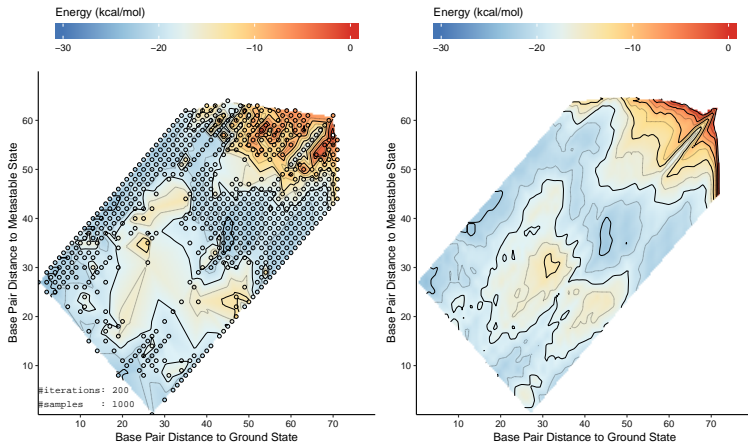 Energy (kcal/mol)
−30 −20 −10 0
Base Pair Distance to Metastable State
60
50
40
30
20
10
#iterations: 200
#samples : 1000
10 20 30 40 50 60 70
Base Pair Distance to Ground State
Energy (kcal/mol)
−30 −20 −10 0
Base Pair Distance to Metastable State
60
50
40
30
20
10
10 20 30 40 50 60 70
Base Pair Distance to Ground State